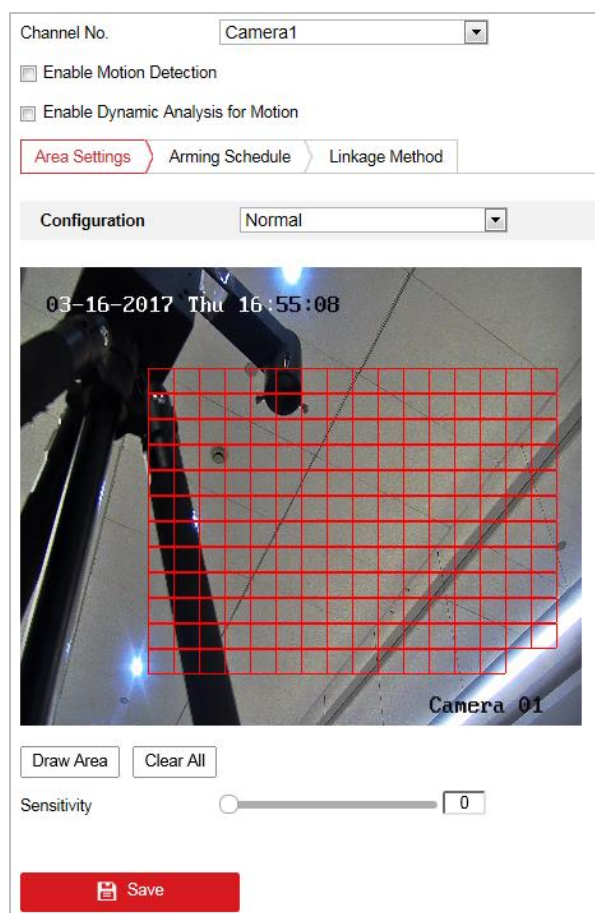 Channel No. Camera1
Enable Motion Detection
Enable Dynamic Analysis for Motion
Area Settings Arming Schedule Linkage Method
Configuration Normal
03-16-2017 Thu 16:55:08
Camera 01
Draw Area Clear All
Sensitivity 0
Save